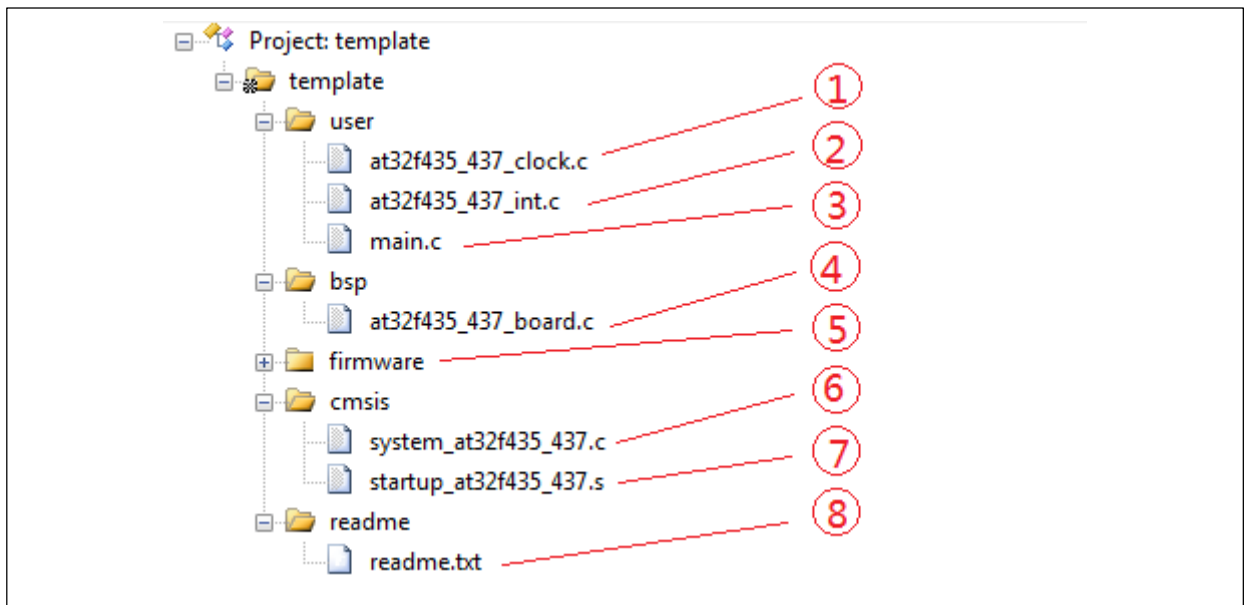 Project: template
template
①
user
at32f435_437_clock.c
②
at32f435_437_int.c
③
main.c
④
bsp
at32f435_437_board.c
⑤
firmware
⑥
cmsis
system_at32f435_437.c
⑦
startup_at32f435_437.s
⑧
readme
readme.txt